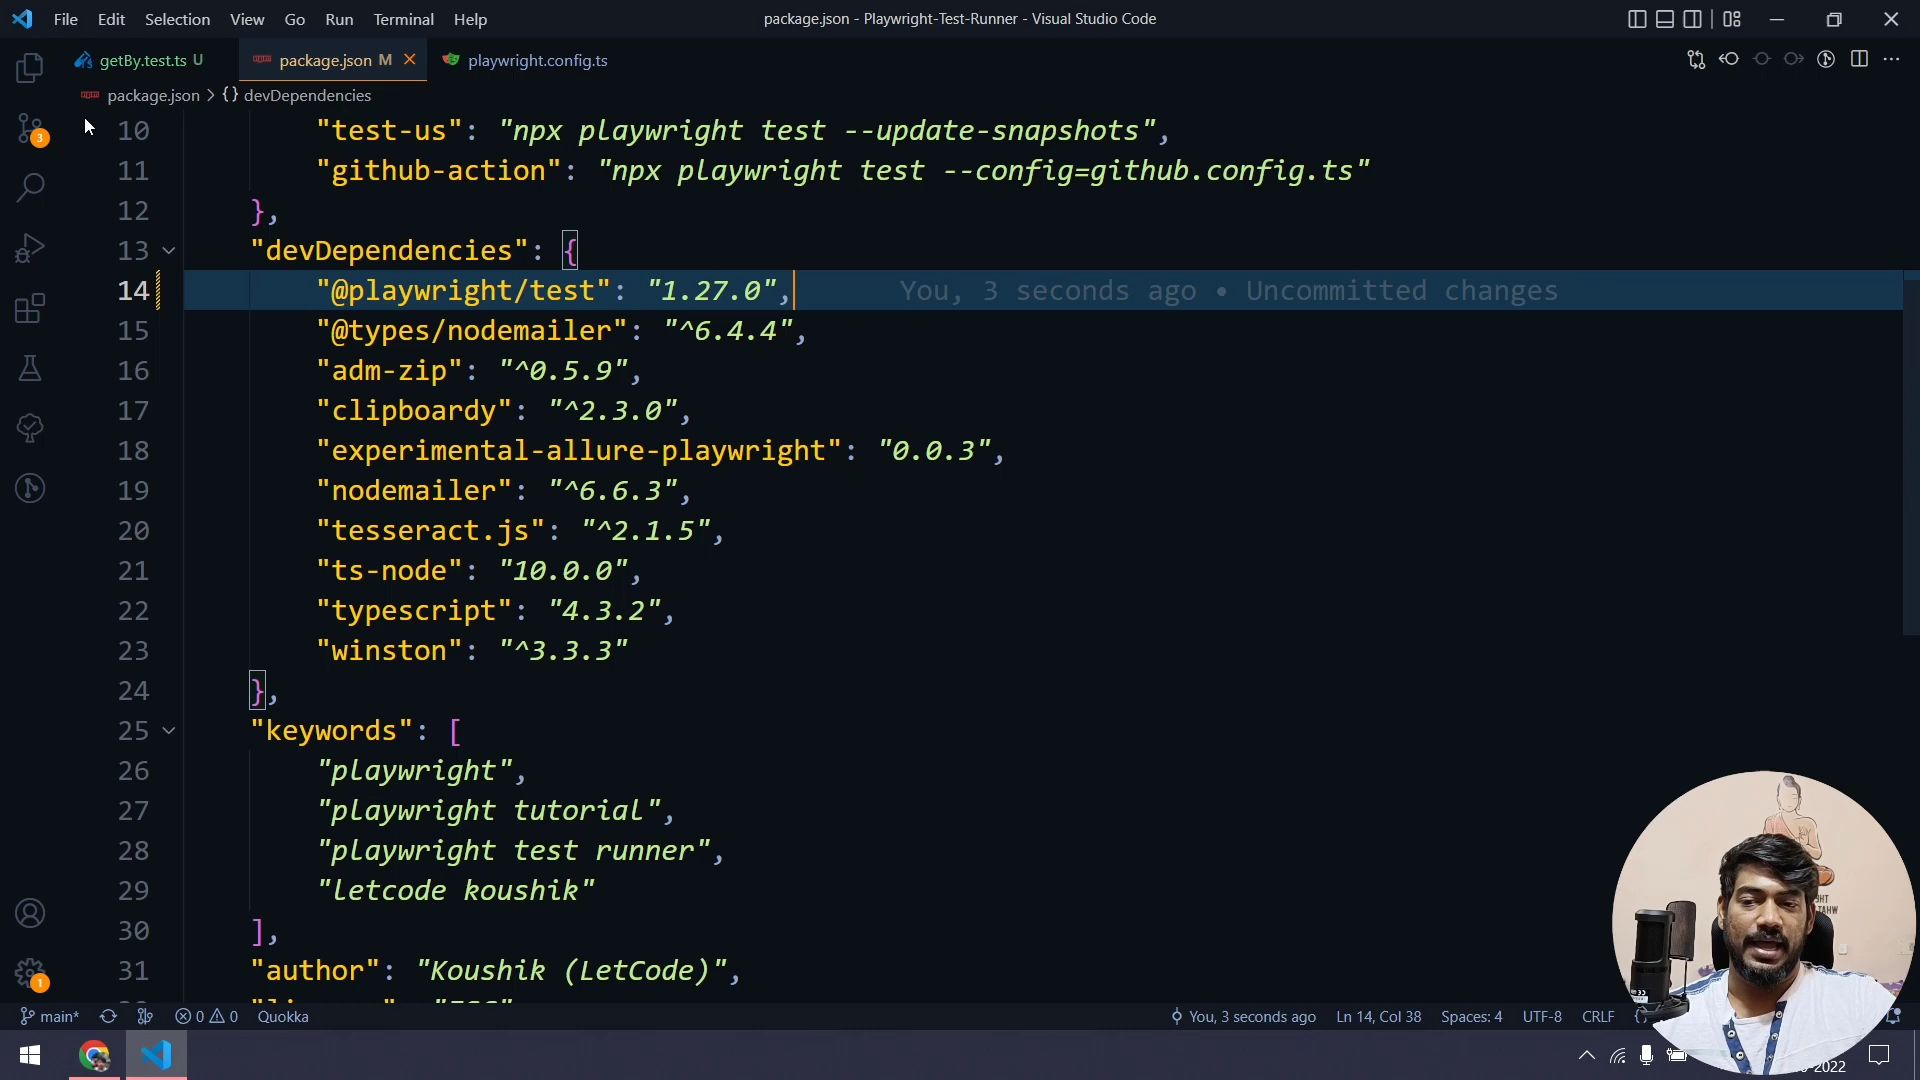 File Edit Selection View Go Run Terminal Help
package.json - Playwright-Test-Runner - Visual Studio Code
getBy.test.ts U
package.json M
playwright.config.ts
package.json > {} devDependencies
10 "test-us": "npx playwright test --update-snapshots",
11 "github-action": "npx playwright test --config=github.config.ts"
12 },
13 "devDependencies": {
14 "@playwright/test": "1.27.0", You, 3 seconds ago • Uncommitted changes
15 "@types/nodemailer": "^6.4.4",
16 "adm-zip": "^0.5.9",
17 "clipboardy": "^2.3.0",
18 "experimental-allure-playwright": "0.0.3",
19 "nodemailer": "^6.6.3",
20 "tesseract.js": "^2.1.5",
21 "ts-node": "10.0.0",
22 "typescript": "4.3.2",
23 "winston": "^3.3.3"
24 },
25 "keywords": [
26 "playwright",
27 "playwright tutorial",
28 "playwright test runner",
29 "letcode koushik"
30 ],
31 "author": "Koushik (LetCode)",
3
1
main* 0 0 Quokka
You, 3 seconds ago Ln 14, Col 38 Spaces: 4 UTF-8 CRLF {}